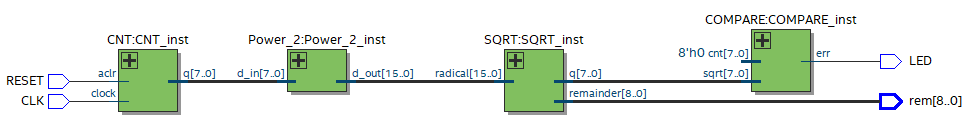 COMPARE:COMPARE_inst
CNT:CNT_inst
Power_2:Power_2_inst
SQRT:SQRT_inst
8'h0 cnt[7..0]
err
LED
RESET
aclr
q[7..0]
d_in[7..0]
d_out[15..0]
radical[15..0]
q[7..0]
sqrt[7..0]
CLK
clock
remainder[8..0]
rem[8..0]